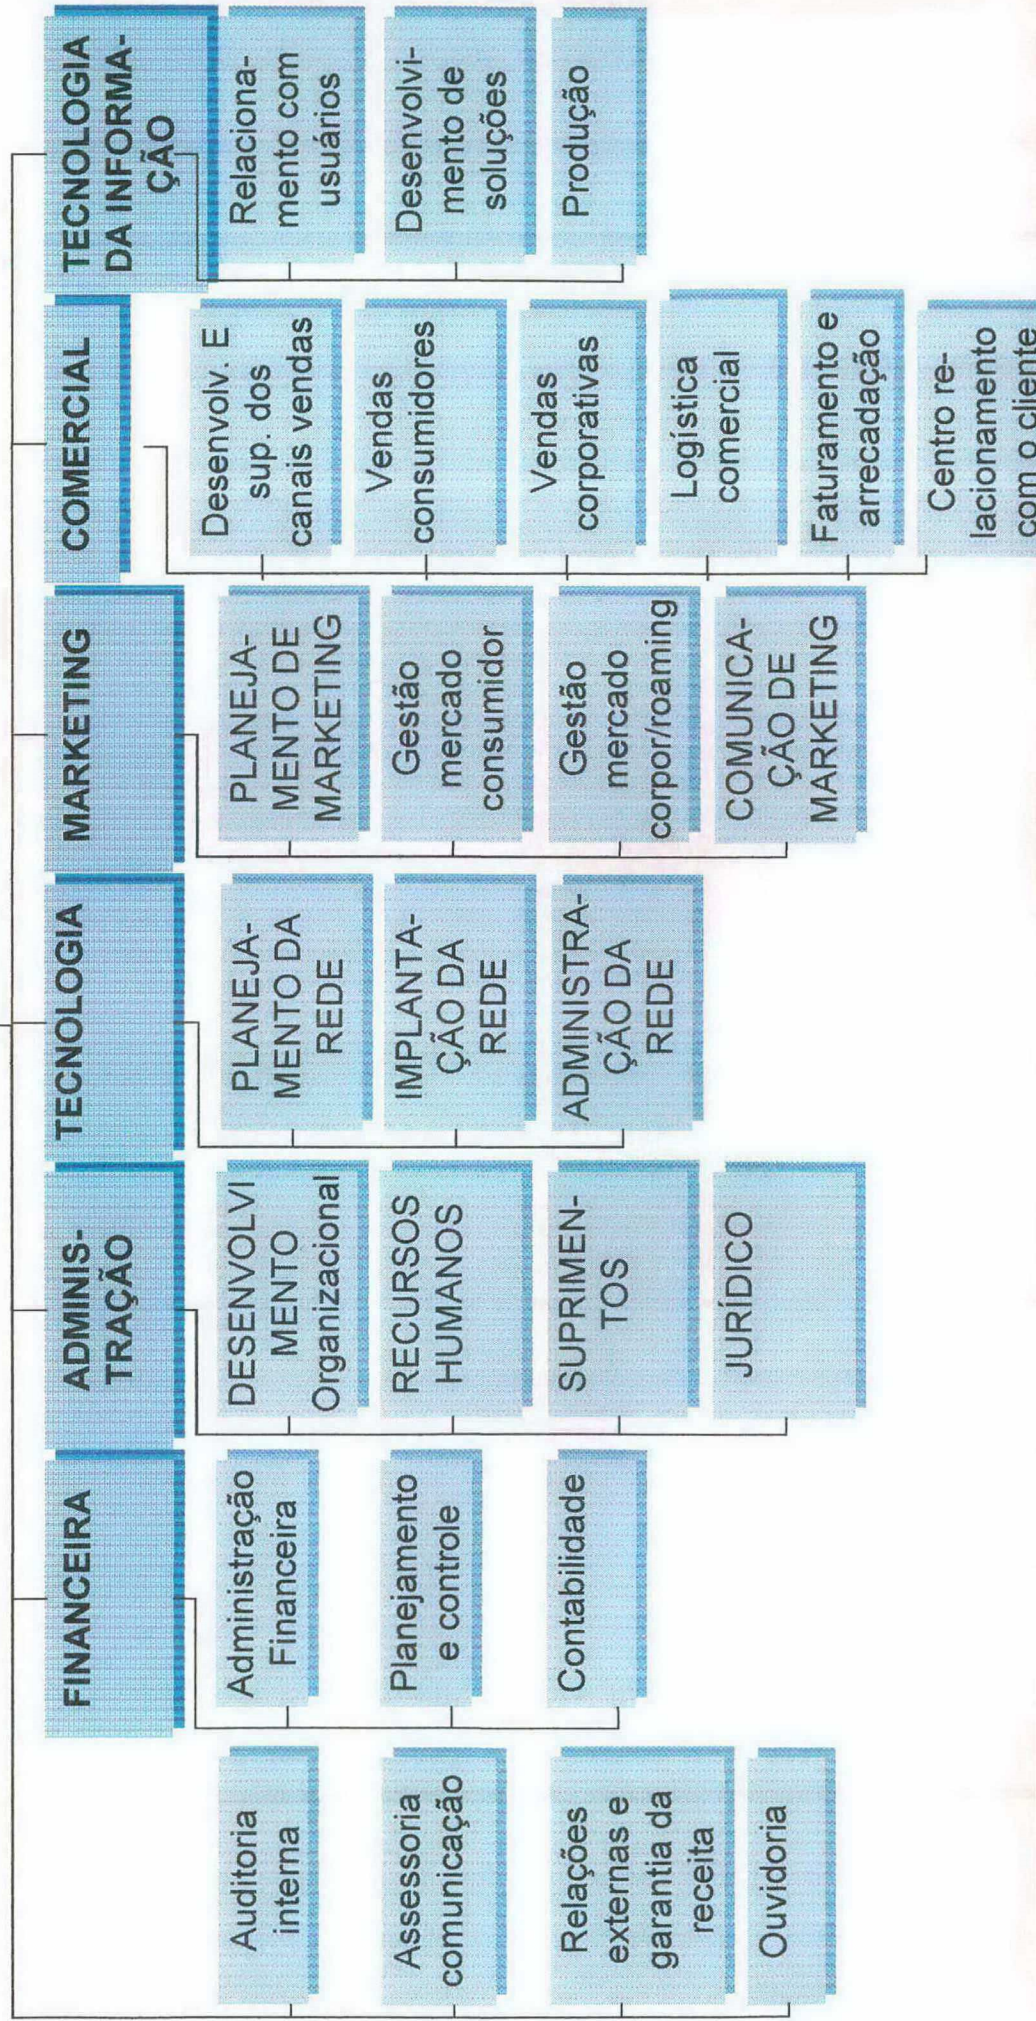 FINANCEIRA
ADMINIS-
TRAÇÃO
TECNOLOGIA
MARKETING
COMERCIAL
TECNOLOGIA
DA INFORMA-
ÇÃO
Auditoria
interna
Assessoria
comunicação
Relações
externas e
garantia da
receita
Ouvidoria
Administração
Financeira
Planejamento
e controle
Contabilidade
DESENVOLVI
MENTO
Organizacional
RECURSOS
HUMANOS
SUPRIMEN-
TOS
JURÍDICO
PLANEJA-
MENTO DA
REDE
IMPLANTA-
ÇÃO DA
REDE
ADMINISTRA-
ÇÃO DA
REDE
PLANEJA-
MENTO DE
MARKETING
Gestão
mercado
consumidor
Gestão
mercado
corpor/roaming
COMUNICA-
ÇÃO DE
MARKETING
Desenvolv. E
sup. dos
canais vendas
Vendas
consumidores
Vendas
corporativas
Logística
comercial
Faturamento e
arrecadação
Centro re-
lacionamento
com o cliente
Relaciona-
mento com
usuários
Desenvolvi-
mento de
soluções
Produção